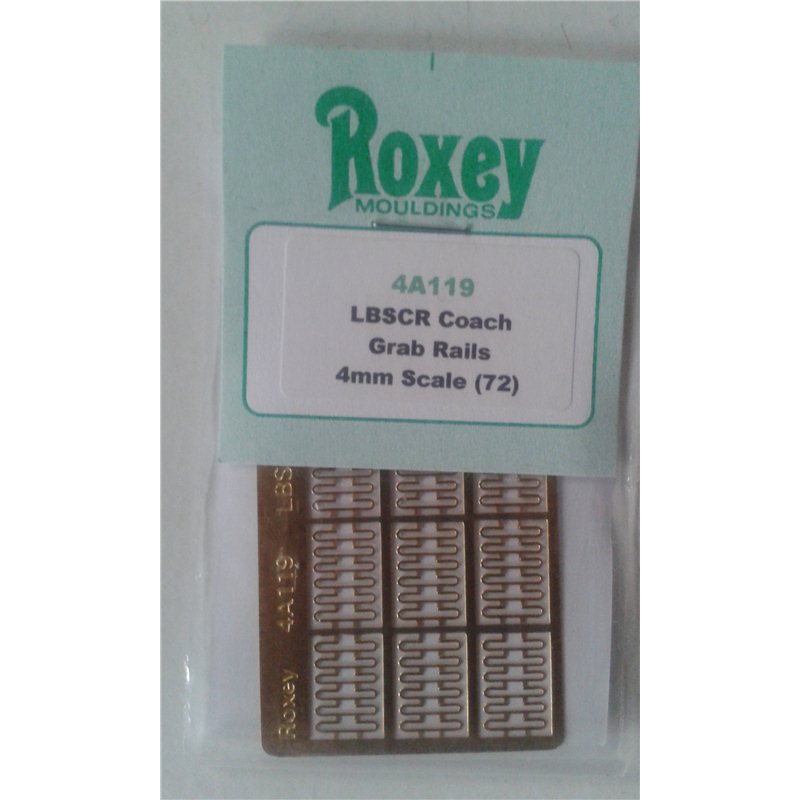 Roxey
MOULDINGS
4A119
LBSCR Coach
Grab Rails
4mm Scale (72)
Roxey 4A119 LBS